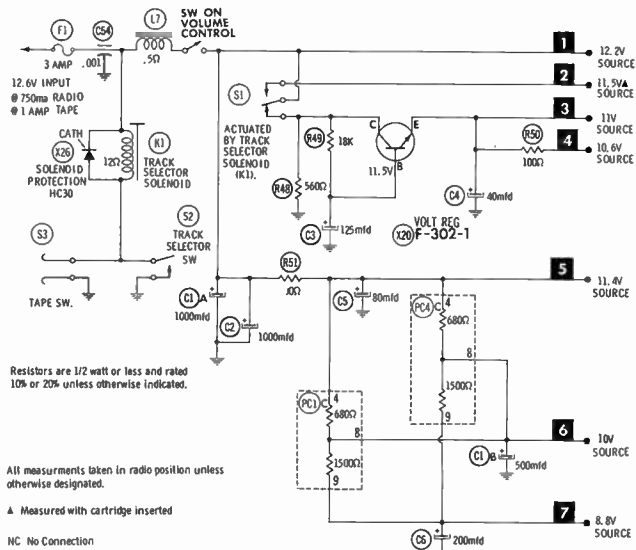 F1
C54
L7
SW ON
VOLUME
CONTROL
3 AMP
.001
.5Ω
12.6V INPUT
@ 750ma RADIO
@ 1 AMP TAPE
1
12.2V
SOURCE
2
11.5V▲
SOURCE
S1
3
11V
SOURCE
ACTUATED
BY TRACK
SELECTOR
SOLENOID
(K1).
R49
18K
C
E
B
11.5V
4
R50
100Ω
10.6V
SOURCE
CATH
X26
SOLENOID
PROTECTION
HC30
12Ω
K1
TRACK
SELECTOR
SOLENOID
R48
560Ω
C3
+
125mfd
C4
+
40mfd
VOLT REG
X20
F-302-1
S3
S2
TRACK
SELECTOR
SW
TAPE SW.
R51
.0Ω
5
11.4V
SOURCE
C1
A
+
1000mfd
C2
+
1000mfd
C5
+
80mfd
PC4
C
4
680Ω
8
1500Ω
9
Resistors are 1/2 watt or less and rated
10% or 20% unless otherwise indicated.
PC1
C
4
680Ω
8
1500Ω
9
6
10V
SOURCE
C1
B
+
500mfd
All measurments taken in radio position unless
otherwise designated.
▲ Measured with cartridge inserted
7
8.8V
SOURCE
C6
+
200mfd
NC No Connection